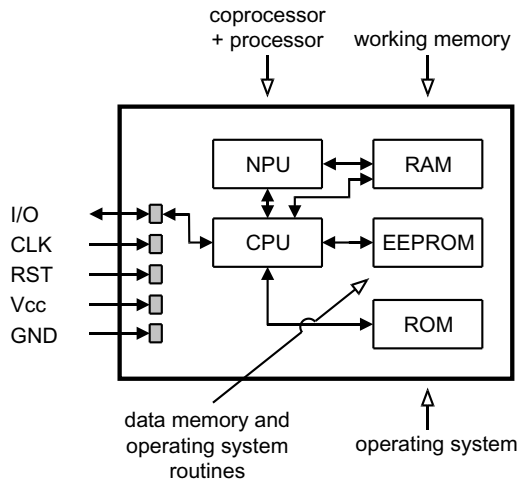 coprocessor
+ processor
working memory
NPU
RAM
I/O
CLK
CPU
EEPROM
RST
Vcc
GND
ROM
data memory and
operating system
routines
operating system